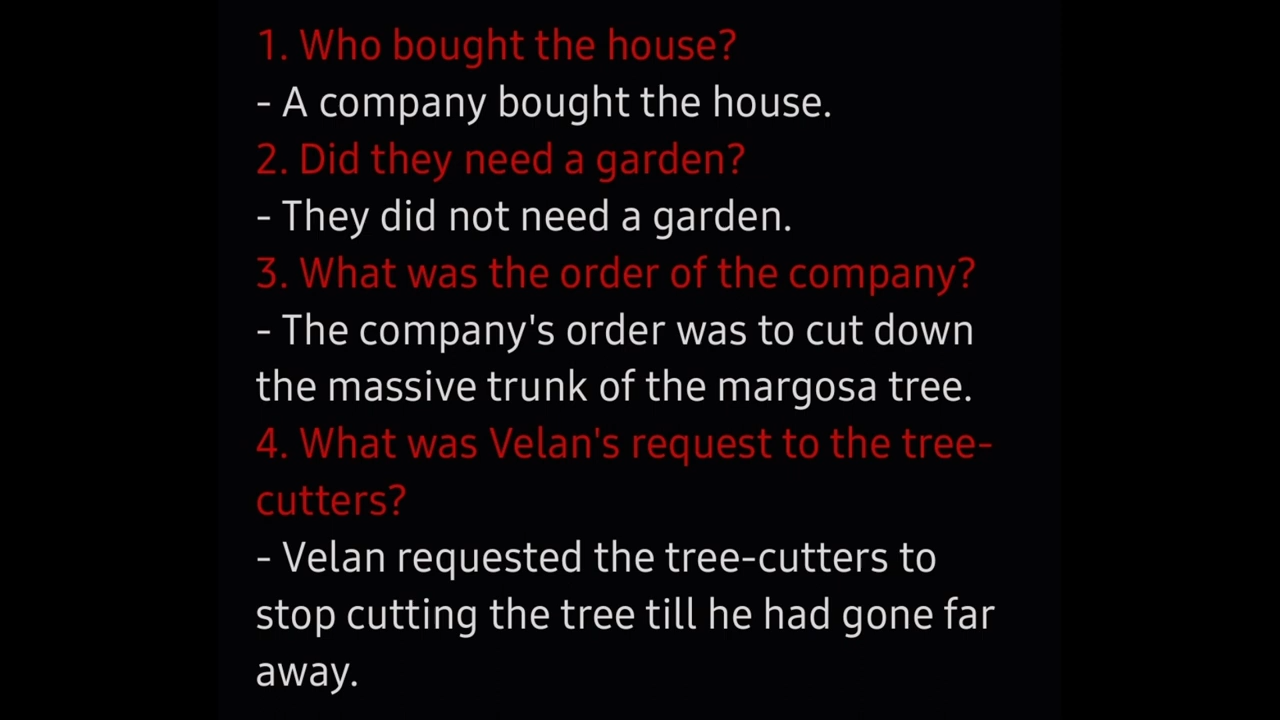 1. Who bought the house?
- A company bought the house.
2. Did they need a garden?
- They did not need a garden.
3. What was the order of the company?
- The company's order was to cut down
the massive trunk of the margosa tree.
4. What was Velan's request to the tree-
cutters?
- Velan requested the tree-cutters to
stop cutting the tree till he had gone far
away.